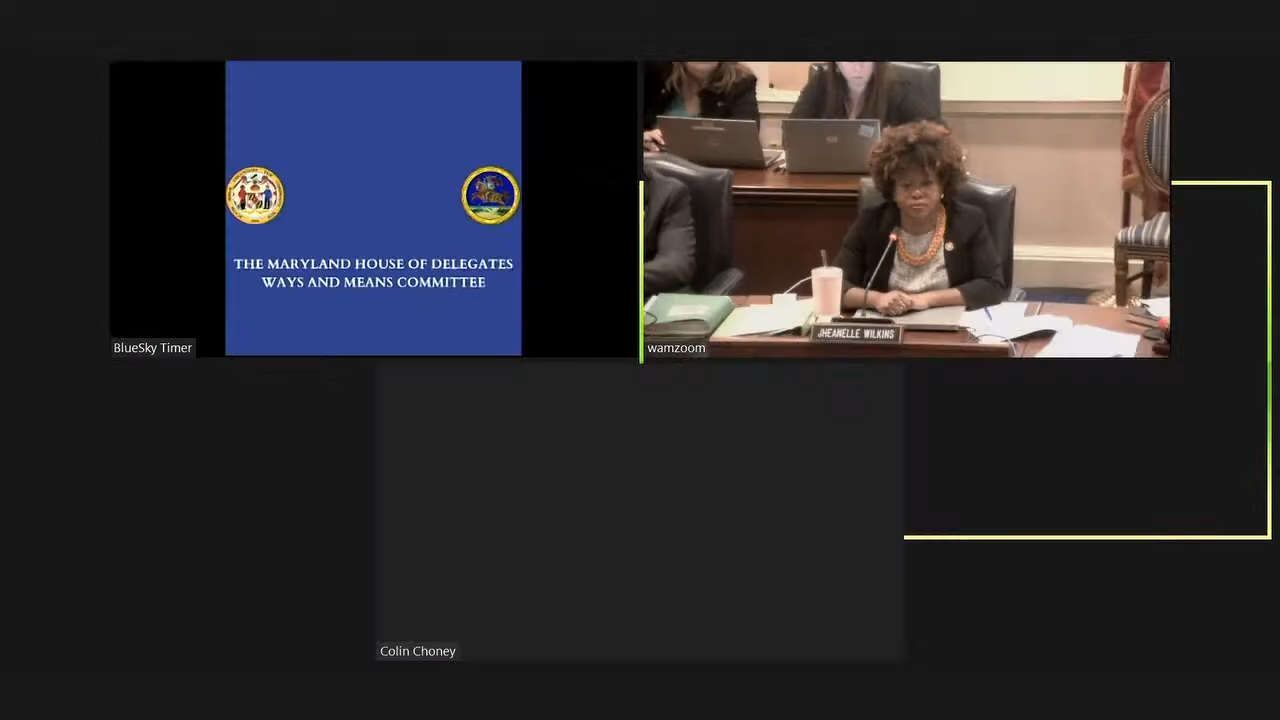 THE MARYLAND HOUSE OF DELEGATES
WAYS AND MEANS COMMITTEE
BlueSky Timer
JHEANELLE WILKINS
wamzoom
Colin Choney